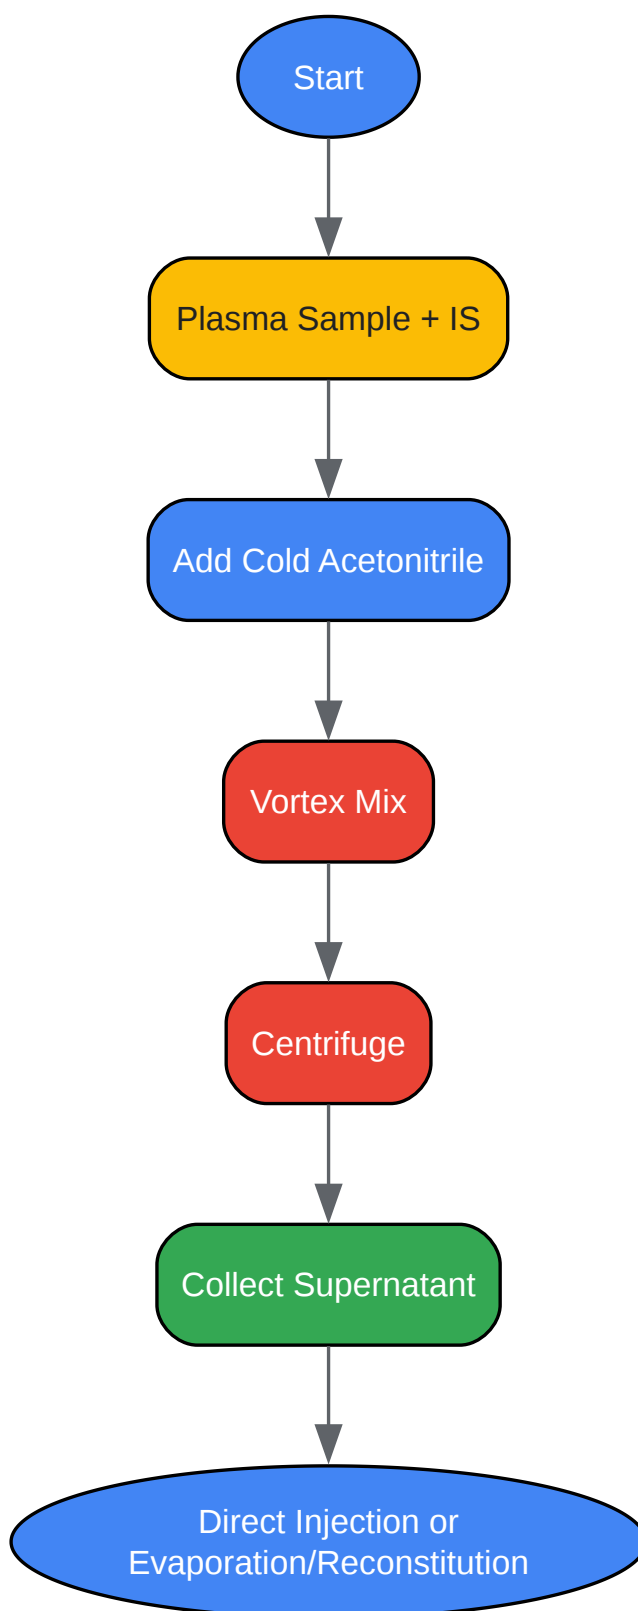 Start
Plasma Sample + IS
Add Cold Acetonitrile
Vortex Mix
Centrifuge
Collect Supernatant
Direct Injection or
Evaporation/Reconstitution